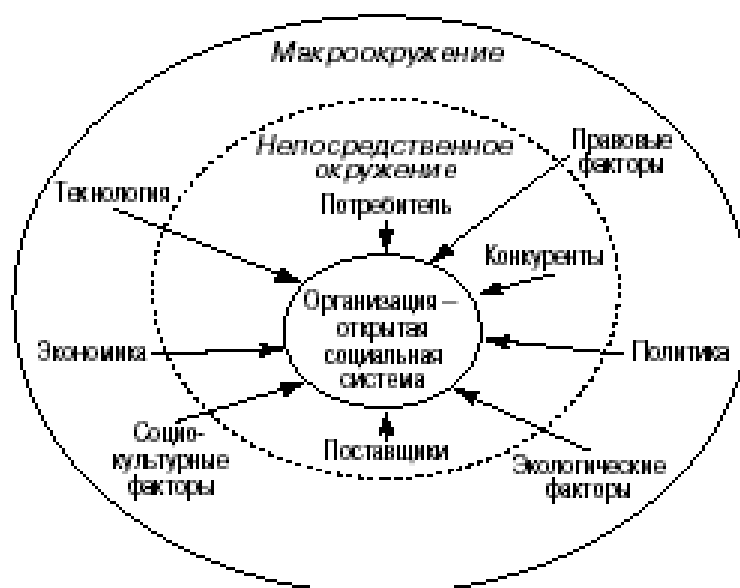 Макроокружение
Непосредственное
окружение
Правовые
факторы
Технология
Потребитель
Конкуренты
Организация –
открытая
социальная
система
Экономика
Политика
Социо-
культурные
факторы
Поставщики
Экологические
факторы